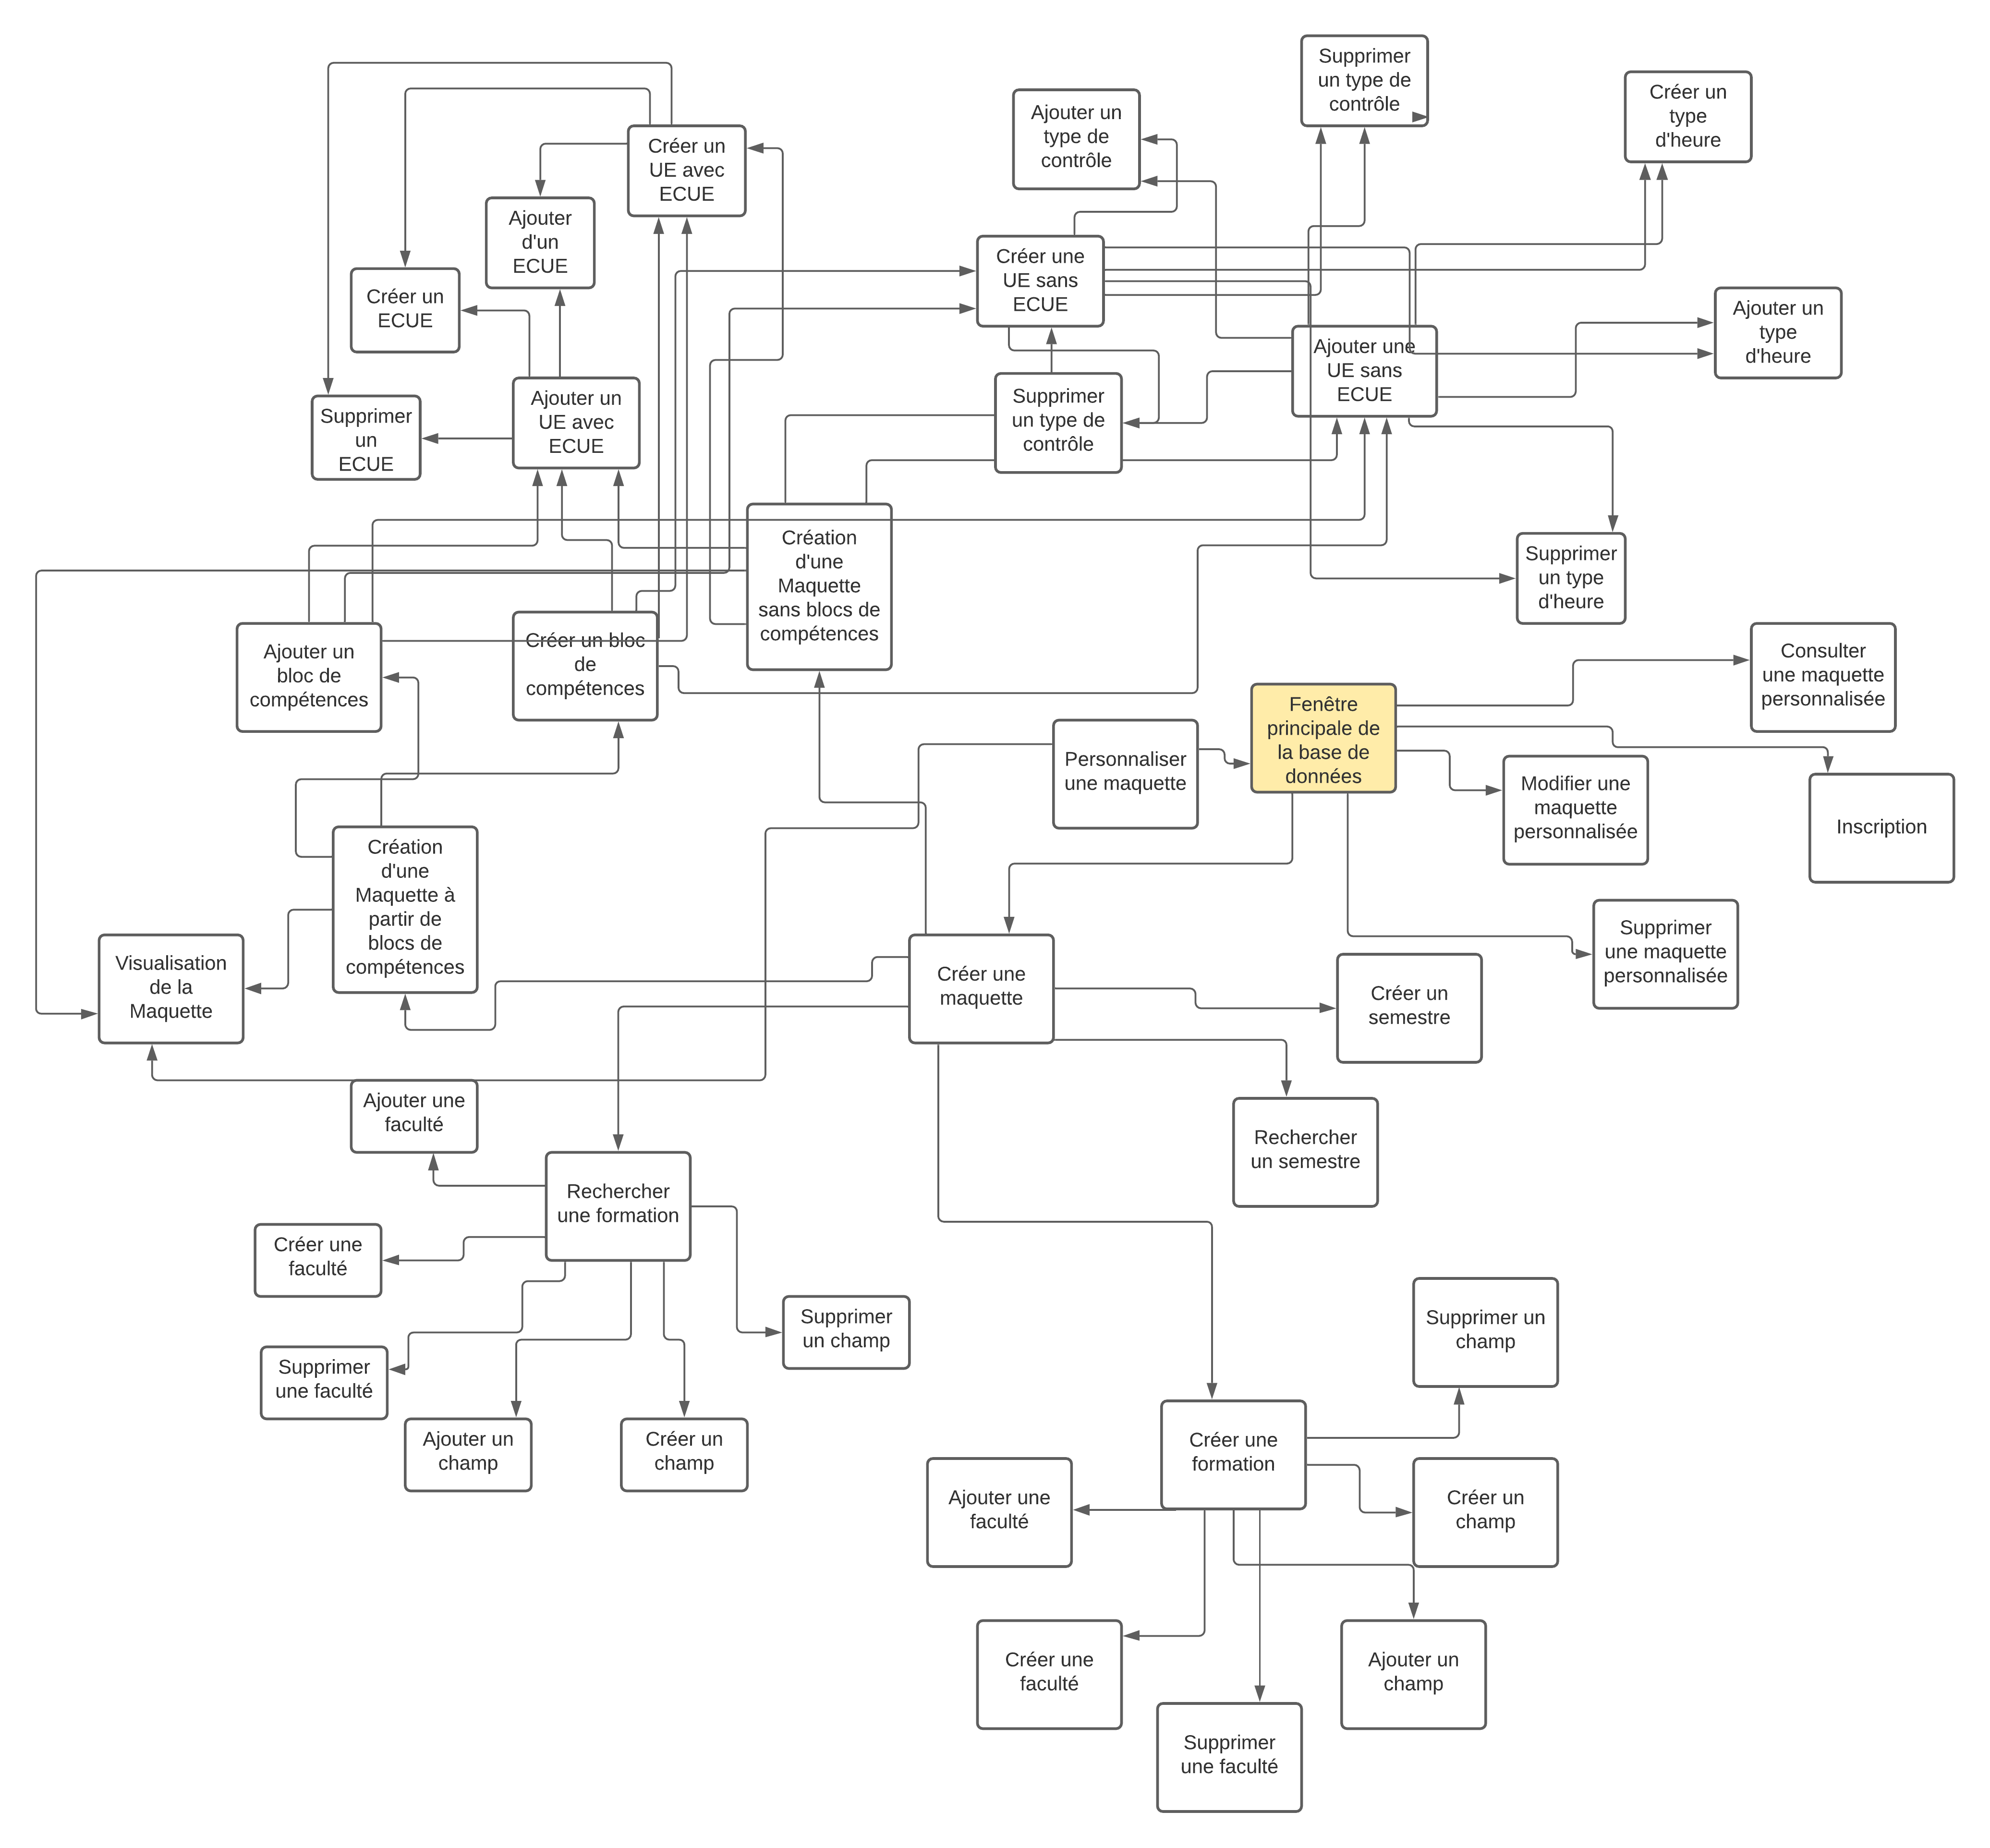 Supprimer
un type de
contrôle
Créer un
type
d'heure
Ajouter un
type de
contrôle
Créer un
UE avec
ECUE
Ajouter
d'un
ECUE
Créer une
UE sans
ECUE
Créer un
ECUE
Ajouter un
type
d'heure
Ajouter une
UE sans
ECUE
Supprimer
un
ECUE
Ajouter un
UE avec
ECUE
Supprimer
un type de
contrôle
Création
d'une
Maquette
sans blocs de
compétences
Supprimer
un type
d'heure
Ajouter un
bloc de
compétences
Créer un bloc
de
compétences
Consulter
une maquette
personnalisée
Fenêtre
principale de
la base de
données
Personnaliser
une maquette
Modifier une
maquette
personnalisée
Inscription
Création
d'une
Maquette à
partir de
blocs de
compétences
Supprimer
une maquette
personnalisée
Visualisation
de la
Maquette
Créer une
maquette
Créer un
semestre
Ajouter une
faculté
Rechercher
un semestre
Rechercher
une formation
Créer une
faculté
Supprimer
un champ
Supprimer un
champ
Supprimer
une faculté
Ajouter un
champ
Créer un
champ
Créer une
formation
Ajouter une
faculté
Créer un
champ
Créer une
faculté
Ajouter un
champ
Supprimer
une faculté